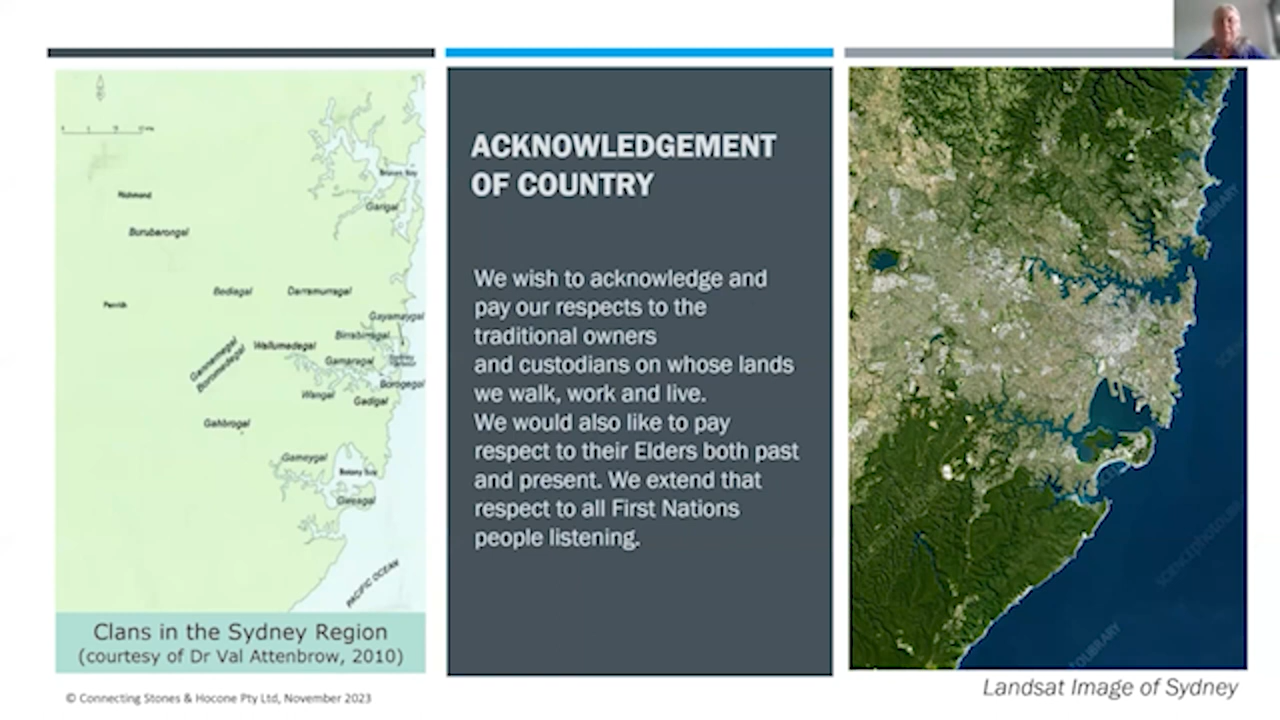 Richmond
Broken Bay
Garigal
Boruberongal
Bediagal
Darramurragal
Penrith
Gayamaygal
Birrabirragal
Wallumedegal
Gamaragal
Cannemegal
Boromedegal
Borogegal
Wangal
Gadigal
Gahbrogal
Gameygal
Botany Bay
Gweagal
PACIFIC OCEAN
Clans in the Sydney Region
(courtesy of Dr Val Attenbrow, 2010)
© Connecting Stones & Hocone Pty Ltd, November 2023
ACKNOWLEDGEMENT
OF COUNTRY
We wish to acknowledge and
pay our respects to the
traditional owners
and custodians on whose lands
we walk, work and live.
We would also like to pay
respect to their Elders both past
and present. We extend that
respect to all First Nations
people listening.
Landsat Image of Sydney